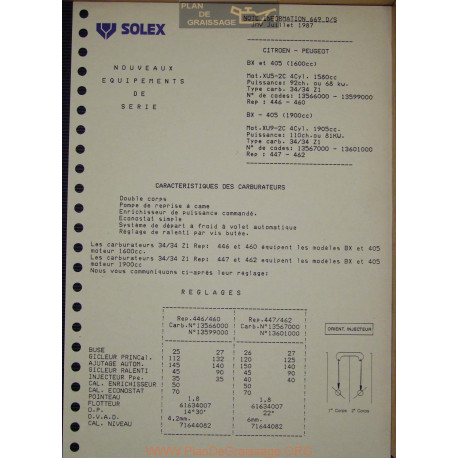 PLAN DE
GRAISSAGE
SOLEX
NOTE INFORMATION 669 D/S
Juillet 1987
NOUVEAUX
EQUIPEMENTS
DE
SERIE
CITROEN - PEUGEOT
BX et 405 (1600cc)
Mot.XU5-2C 4Cyl. 1580cc
Puissance: 92ch. ou 68 kw.
Type carb. 34/34 Z1
N° de codes: 13566000 - 13599000
Rep : 446 - 460
BX - 405 (1900cc)
Mot.XU9-2C 4Cyl. 1905cc.
Puissance: 110ch.ou 81KW.
Type carb. 34/34 Z1
N° de codes: 13567000 - 13601000
Rep : 447 - 462
CARACTERISTIQUES DES CARBURATEURS
Double corps
Pompe de reprise à came
Enrichisseur de puissance commandé.
Econostat simple
Système de départ à froid à volet automatique
Réglage de ralenti par vis butée.
Les carburateurs 34/34 Z1 Rep: 446 et 460 équipent les modèles BX et 405
moteur 1600cc.
Les carburateurs 34/34 Z1 Rep: 447 et 462 équipent les modèles BX et 405
moteur 1900cc.
Nous vous communiquons ci-après leur réglage:
REGLAGES
Rep.446/460 Rep.447/462
Carb.N°13566000 Carb.N°13567000
N°13599000 N°13601000
ORIENT. INJECTEUR
BUSE 25 27 26 27
GICLEUR PRINCal. 112 132 120 125
AJUTAGE AUTOM. 145 140 150 140
GICLEUR RALENTI 45 90 45 90
INJECTEUR Ppe. 35 35 40 40
CAL. ENRICHISSEUR 50 50
CAL. ECONOSTAT 70 70
POINTEAU 1,8 1,8
FLOTTEUR 61634007 61634007
O.P. 14°30' 22°
O.V.A.D. 4,2mm. 6mm.
CAL. NIVEAU 71644082 71644082
1° Corps 2° Corps